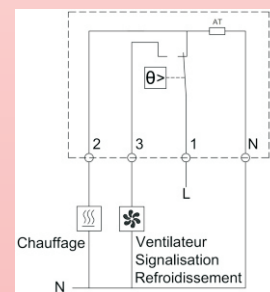 AT
θ>
2 3 1 N
L
Chauffage
Ventilateur
Signalisation
Refroidissement
N